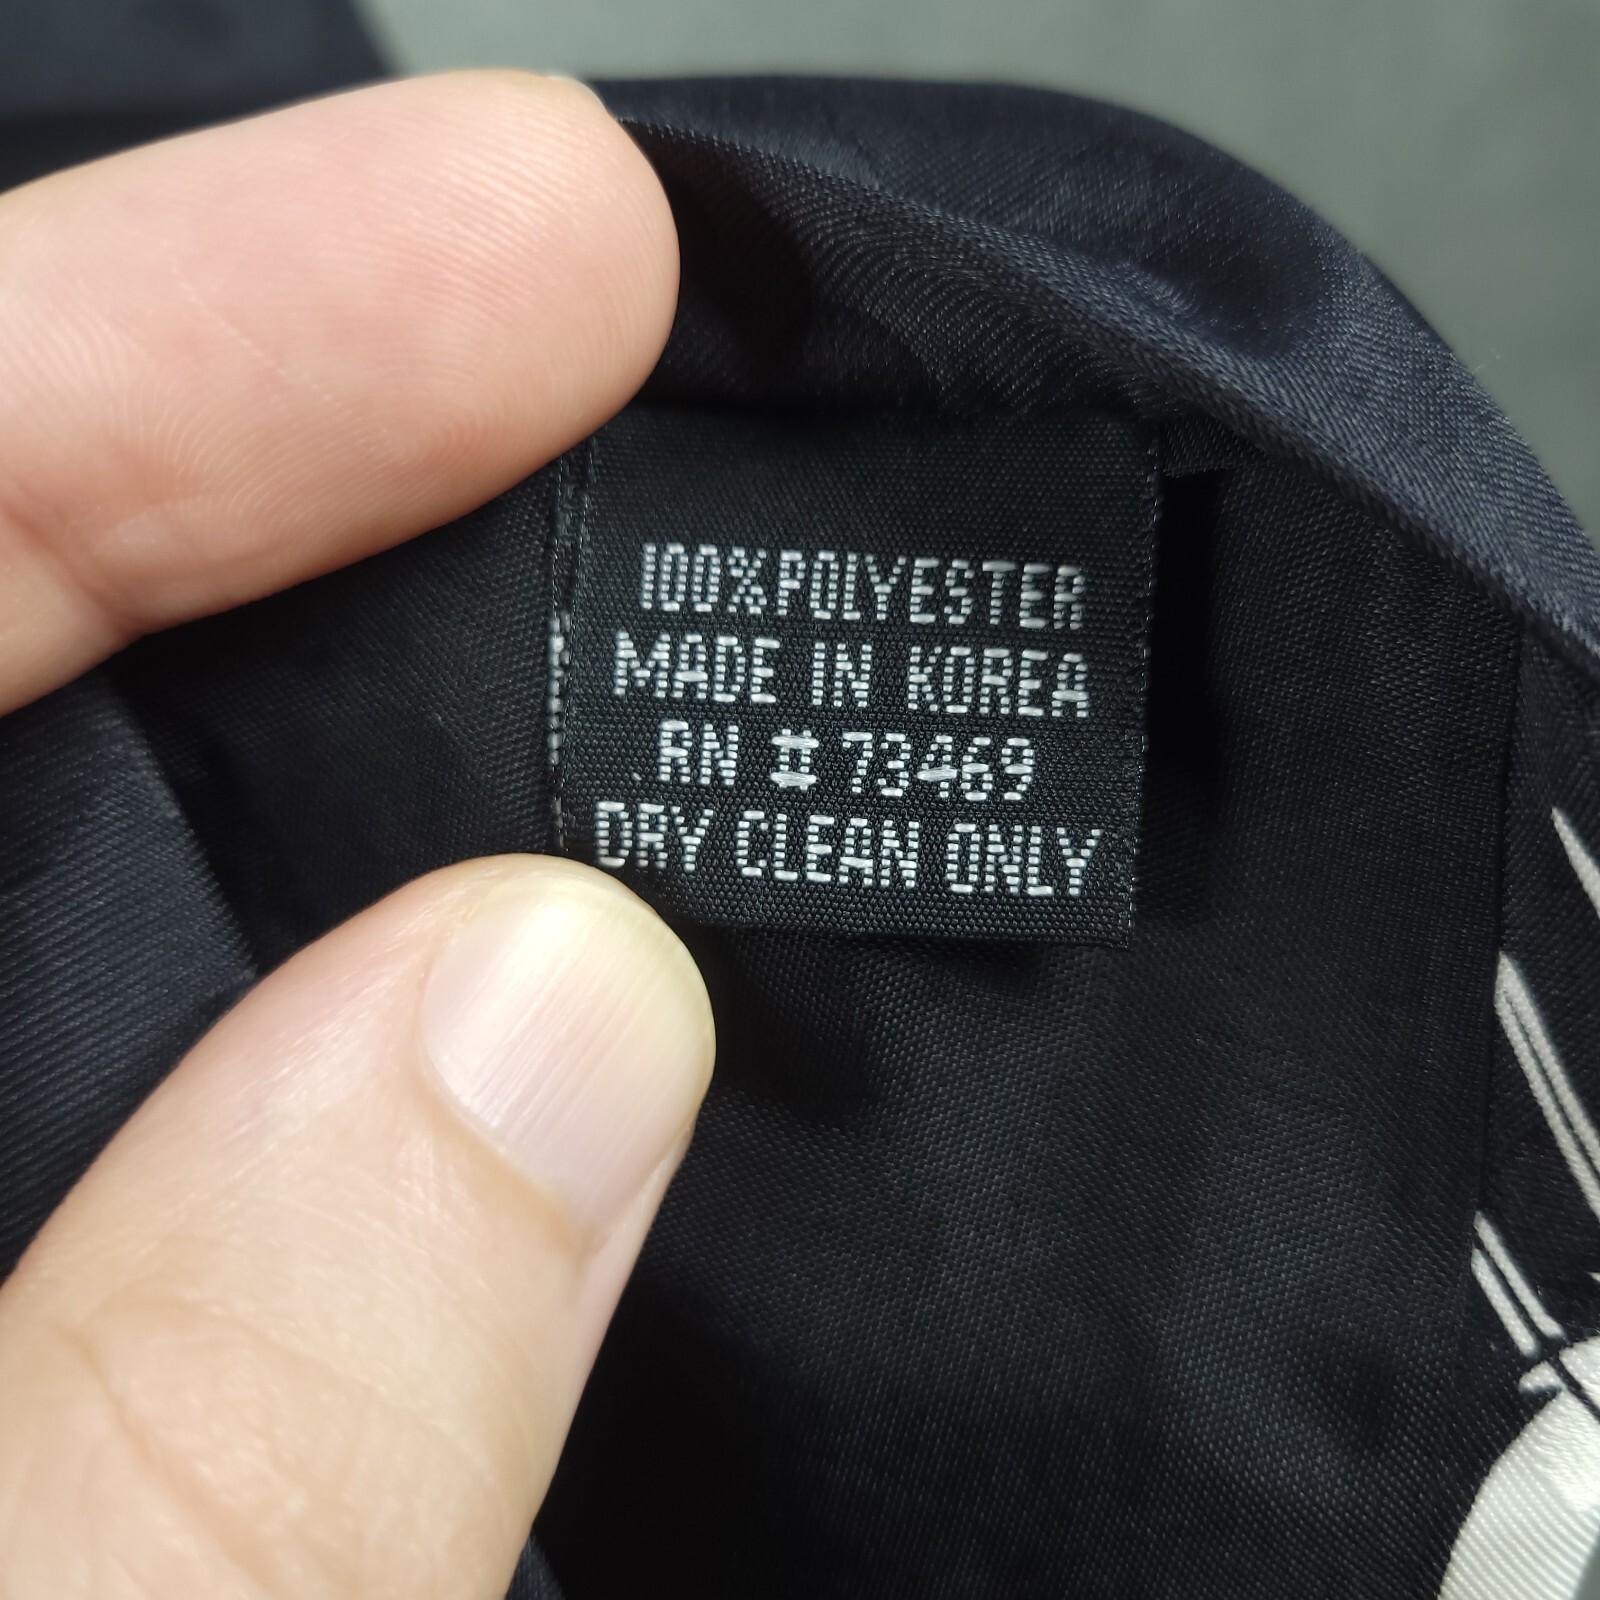 100%POLYESTER
MADE IN KOREA
RN # 73469
DRY CLEAN ONLY